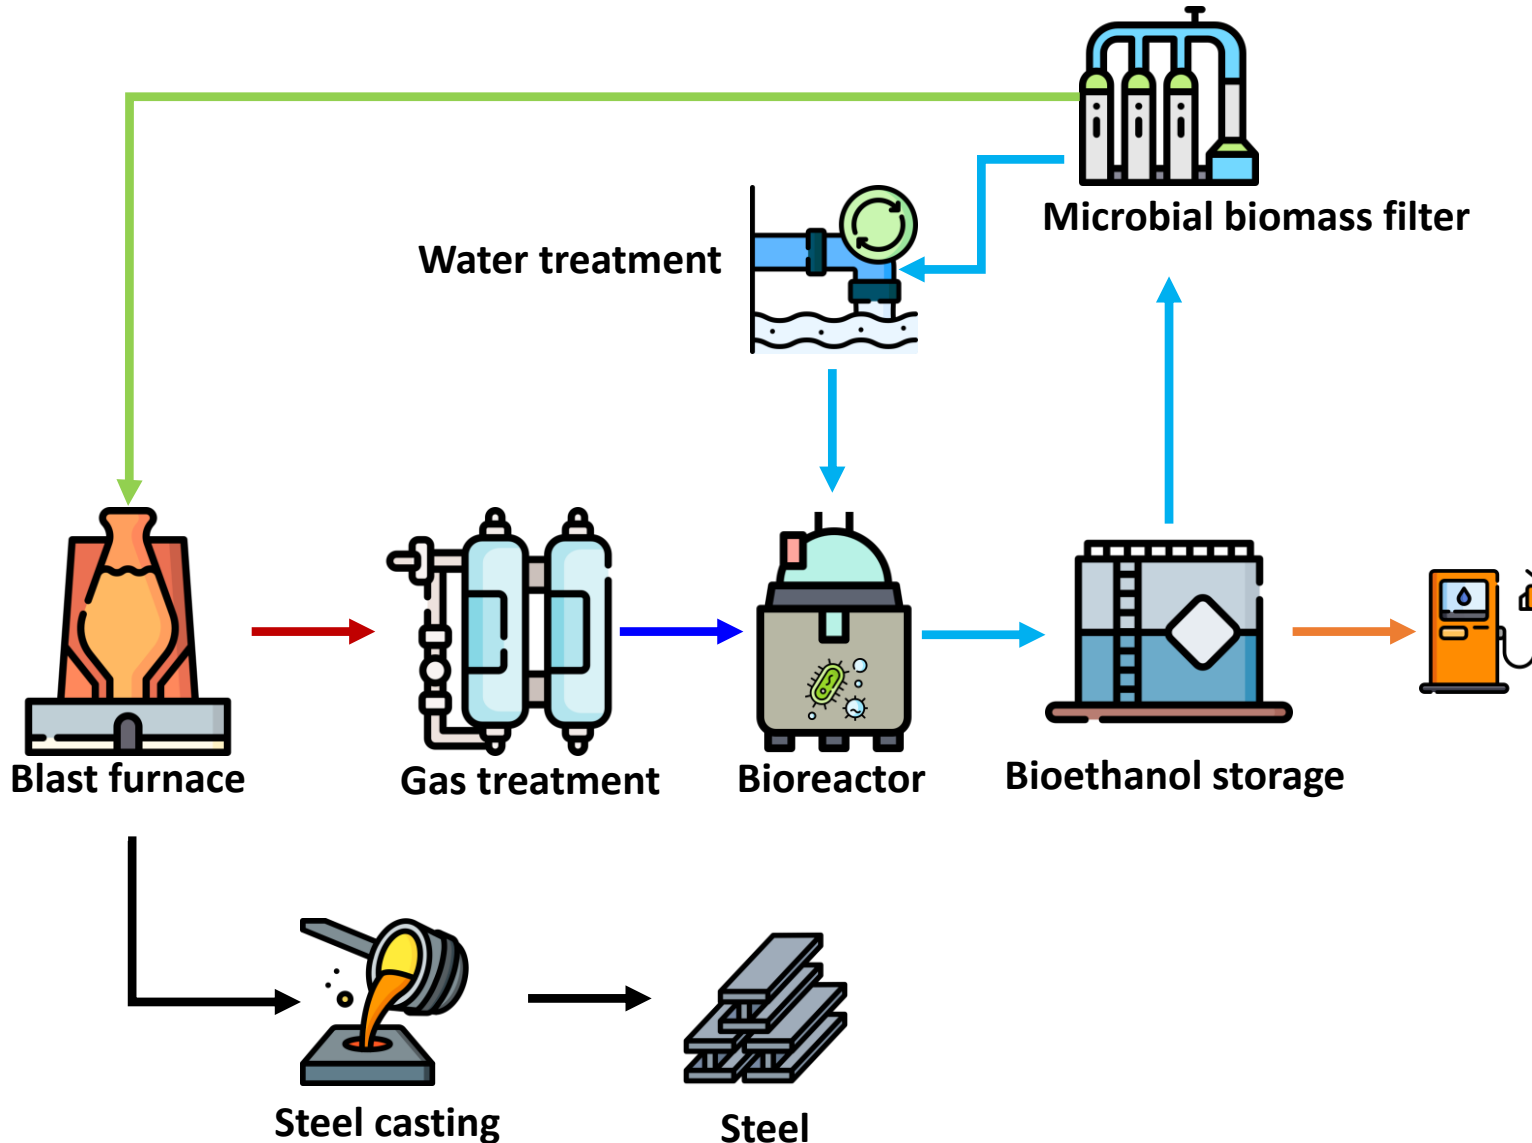 Microbial biomass filter
Water treatment
Blast furnace
Gas treatment
Bioreactor
Bioethanol storage
Steel casting
Steel